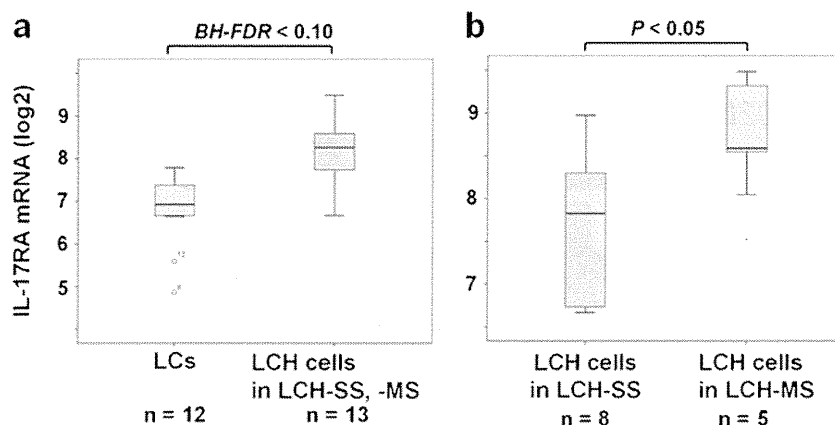 a
BH-FDR < 0.10
IL-17RA mRNA (log2)
9
8
7
6
5
LCs
LCH cells
in LCH-SS, -MS
n = 12
n = 13
b
P < 0.05
9
8
7
LCH cells
in LCH-SS
n = 8
LCH cells
in LCH-MS
n = 5